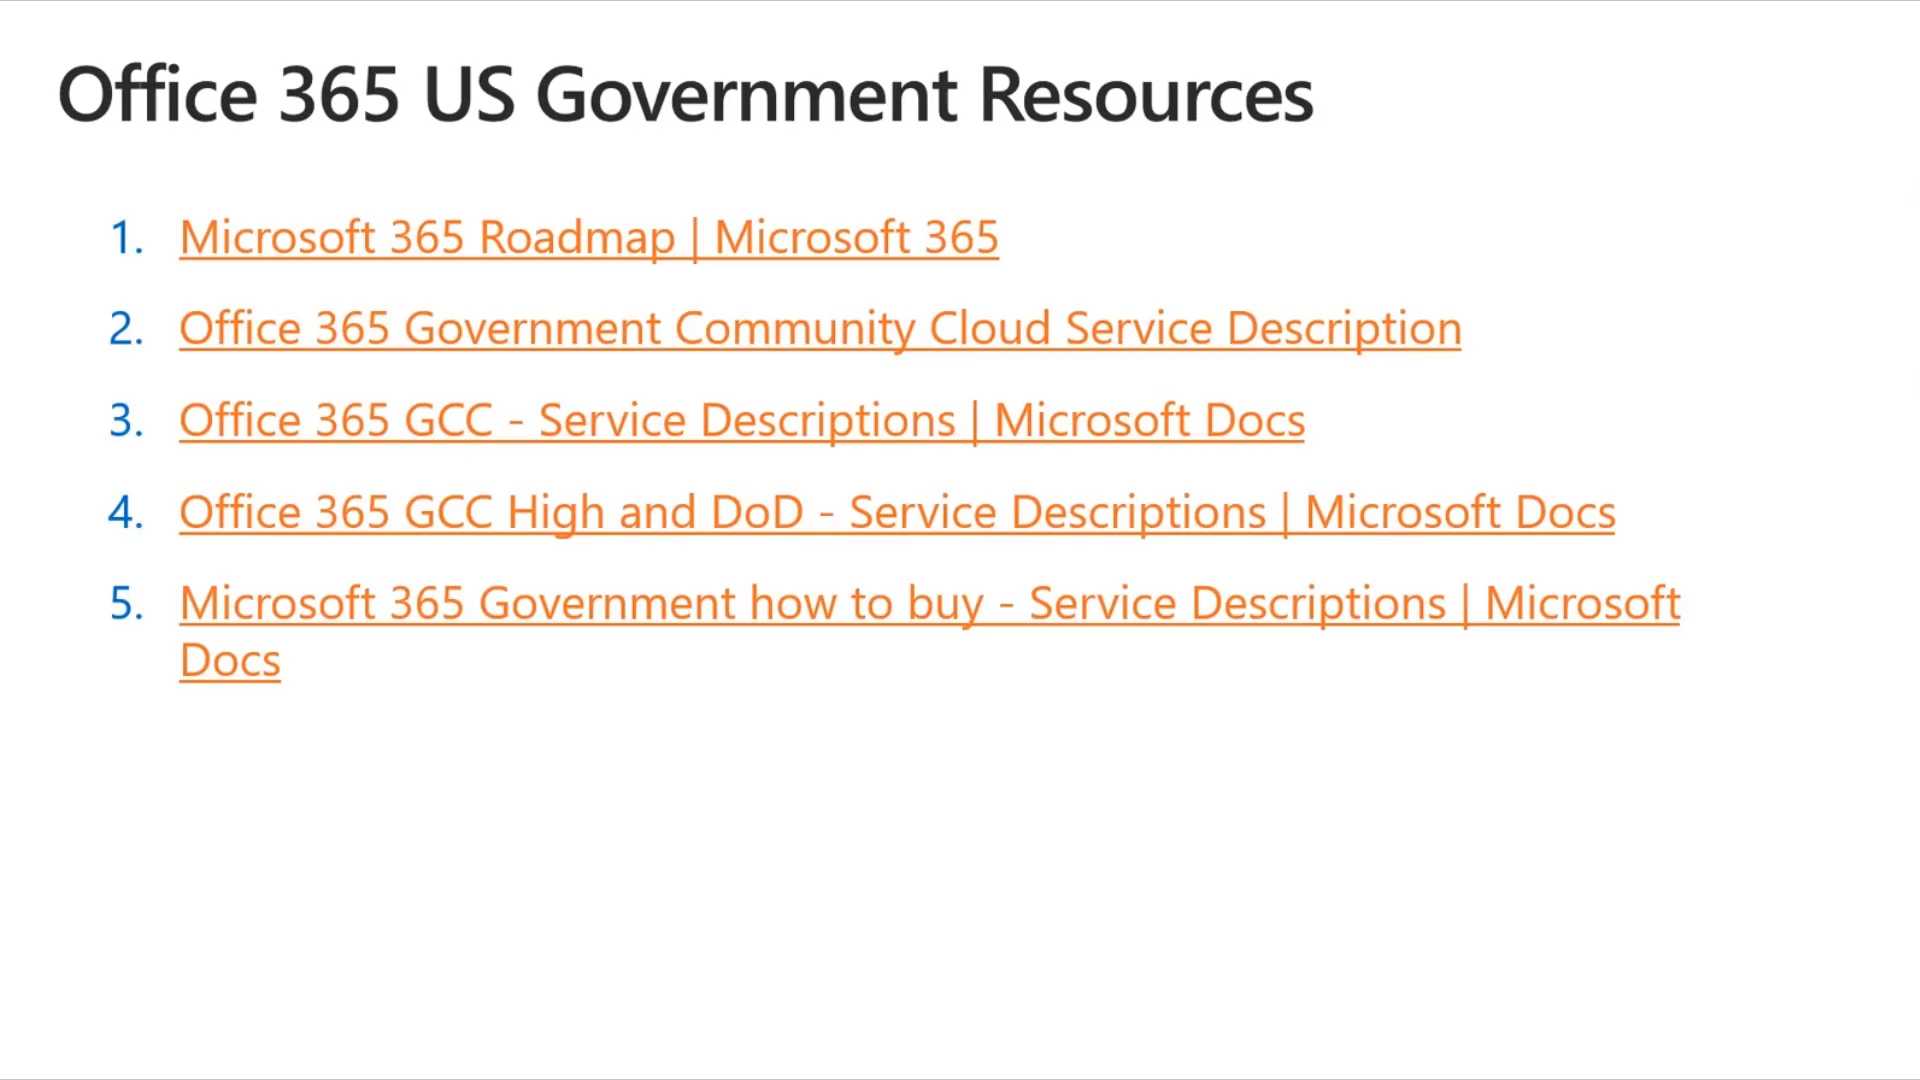 Office 365 US Government Resources
1. Microsoft 365 Roadmap | Microsoft 365
2. Office 365 Government Community Cloud Service Description
3. Office 365 GCC - Service Descriptions | Microsoft Docs
4. Office 365 GCC High and DoD - Service Descriptions | Microsoft Docs
5. Microsoft 365 Government how to buy - Service Descriptions | Microsoft
Docs